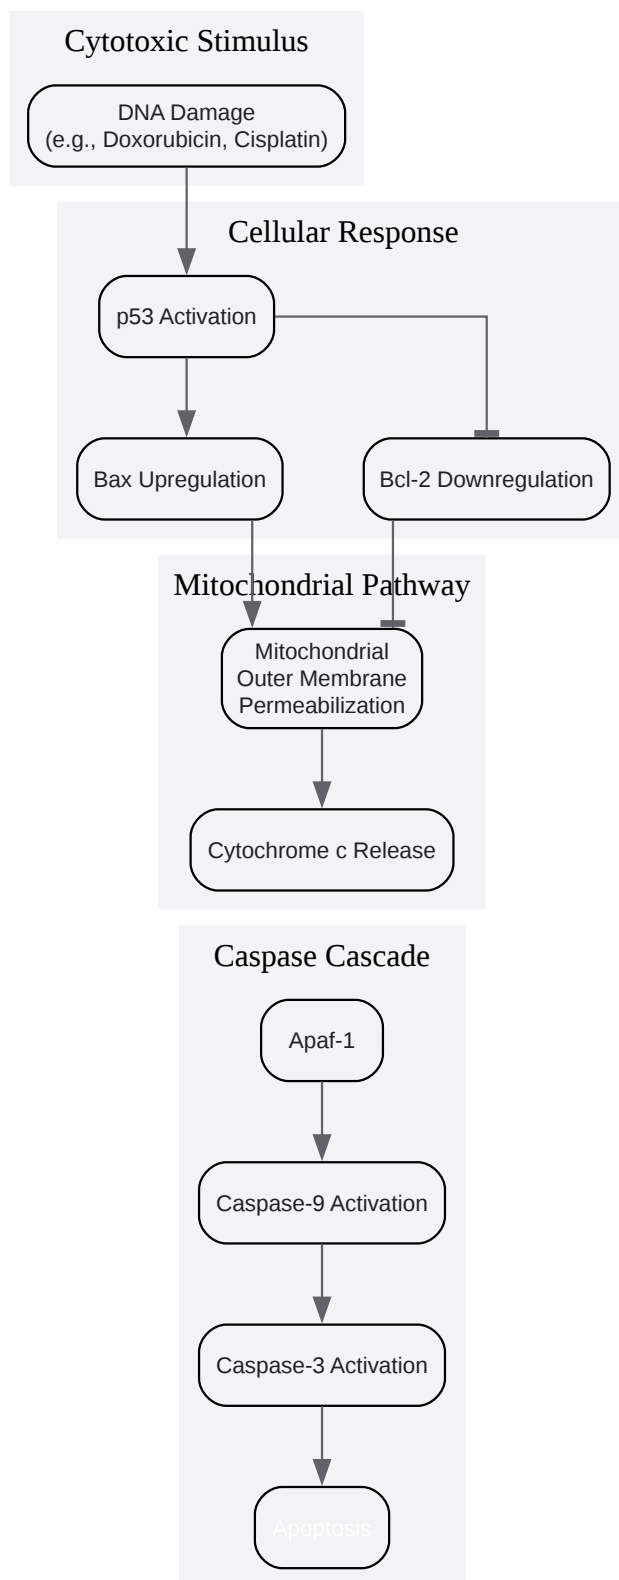 Cytotoxic Stimulus
DNA Damage
(e.g., Doxorubicin, Cisplatin)
Cellular Response
p53 Activation
Bax Upregulation
Bcl-2 Downregulation
Mitochondrial Pathway
Mitochondrial
Outer Membrane
Permeabilization
Cytochrome c Release
Caspase Cascade
Apaf-1
Caspase-9 Activation
Caspase-3 Activation
Apoptosis